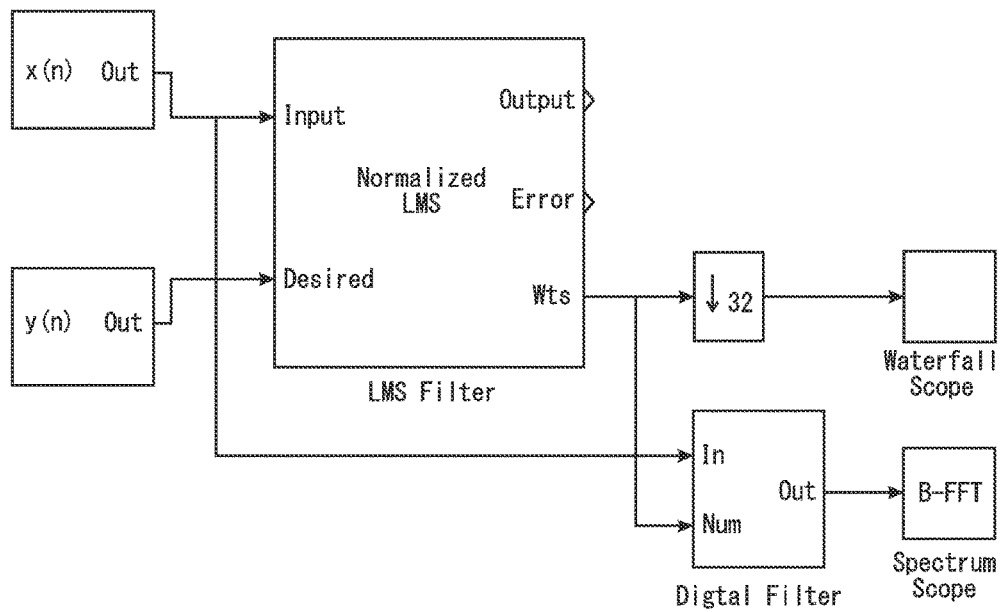 x(n) Out
Input
Output
Normalized
LMS
Error
y(n) Out
Desired
Wts
↓ 32
LMS Filter
Waterfall
Scope
In
Out
Num
B-FFT
Digtal Filter
Spectrum
Scope